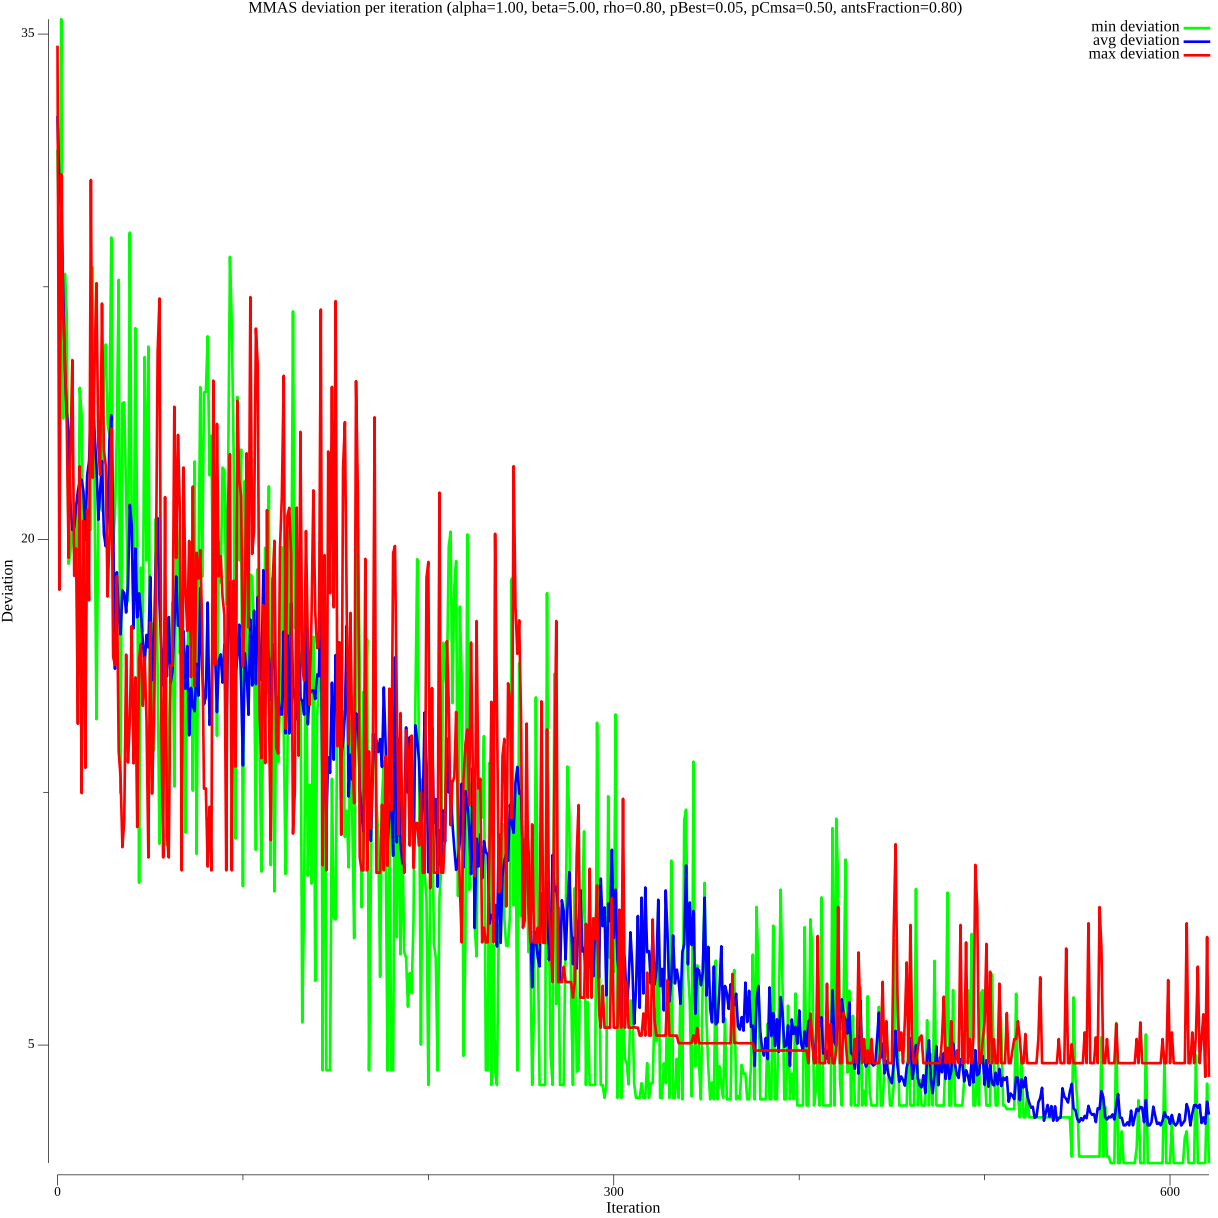 MMAS deviation per iteration (alpha=1.00, beta=5.00, rho=0.80, pBest=0.05, pCmsa=0.50, antsFraction=0.80)
min deviation
avg deviation
max deviation
35
20
5
Deviation
0
300
600
Iteration